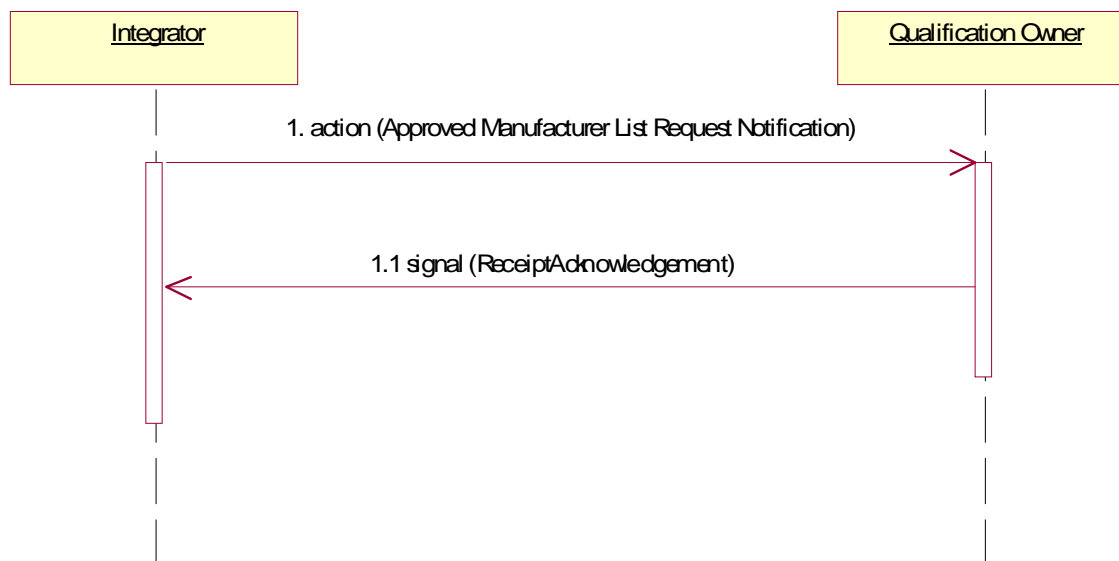 Integrator
Qualification Owner
1. action (Approved Manufacturer List Request Notification)
1.1 signal (ReceiptAcknowledgement)